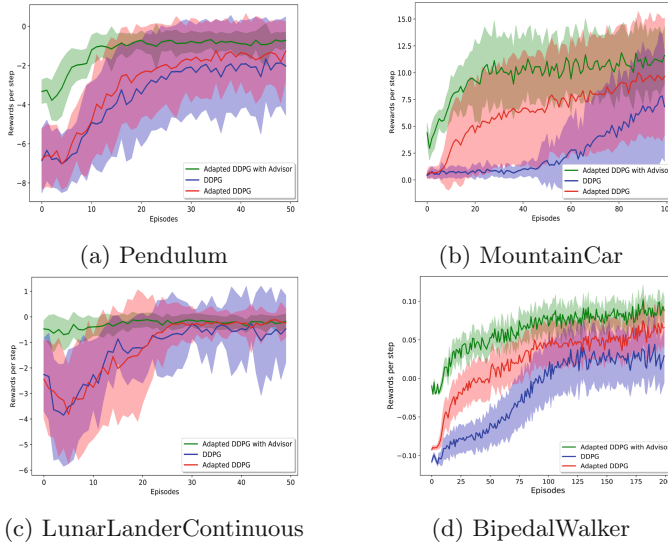 0
−2
−4
−6
−8
Rewards per step
0 10 20 30 40 50
Episodes
Adapted DDPG with Advisor
DDPG
Adapted DDPG
(a) Pendulum
15.0
12.5
10.0
7.5
5.0
2.5
0.0
Rewards per step
0 20 40 60 80 100
Episodes
Adapted DDPG with Advisor
DDPG
Adapted DDPG
(b) MountainCar
1
0
−1
−2
−3
−4
−5
−6
Rewards per step
0 10 20 30 40 50
Episodes
Adapted DDPG with Advisor
DDPG
Adapted DDPG
(c) LunarLanderContinuous
0.10
0.05
0.00
−0.05
−0.10
Rewards per step
0 25 50 75 100 125 150 175 200
Episodes
Adapted DDPG with Advisor
DDPG
Adapted DDPG
(d) BipedalWalker